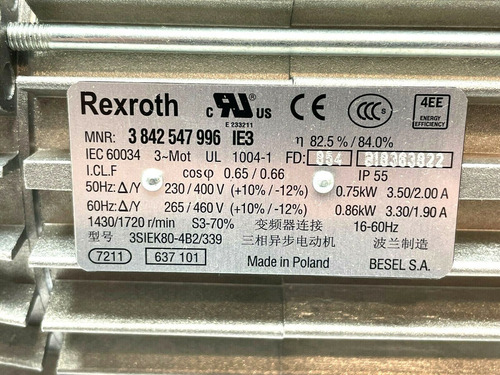 Rexroth c UL ® US CE CCC S 4EE
E 233211 ENERGY EFFICIENCY
MNR: 3 842 547 996 IE3 η 82.5 % / 84.0%
IEC 60034 3~Mot UL 1004-1 FD: 854 818363822
I.CL.F cosφ 0.65 / 0.66 IP 55
50Hz: Δ/Y 230 / 400 V (+10% / -12%) 0.75kW 3.50/2.00 A
60Hz: Δ/Y 265 / 460 V (+10% / -12%) 0.86kW 3.30/1.90 A
1430/1720 r/min S3-70% 变频器连接 16-60Hz
型号 3SIEK80-4B2/339 三相异步电动机 波兰制造
7211 637 101 Made in Poland BESEL S.A.